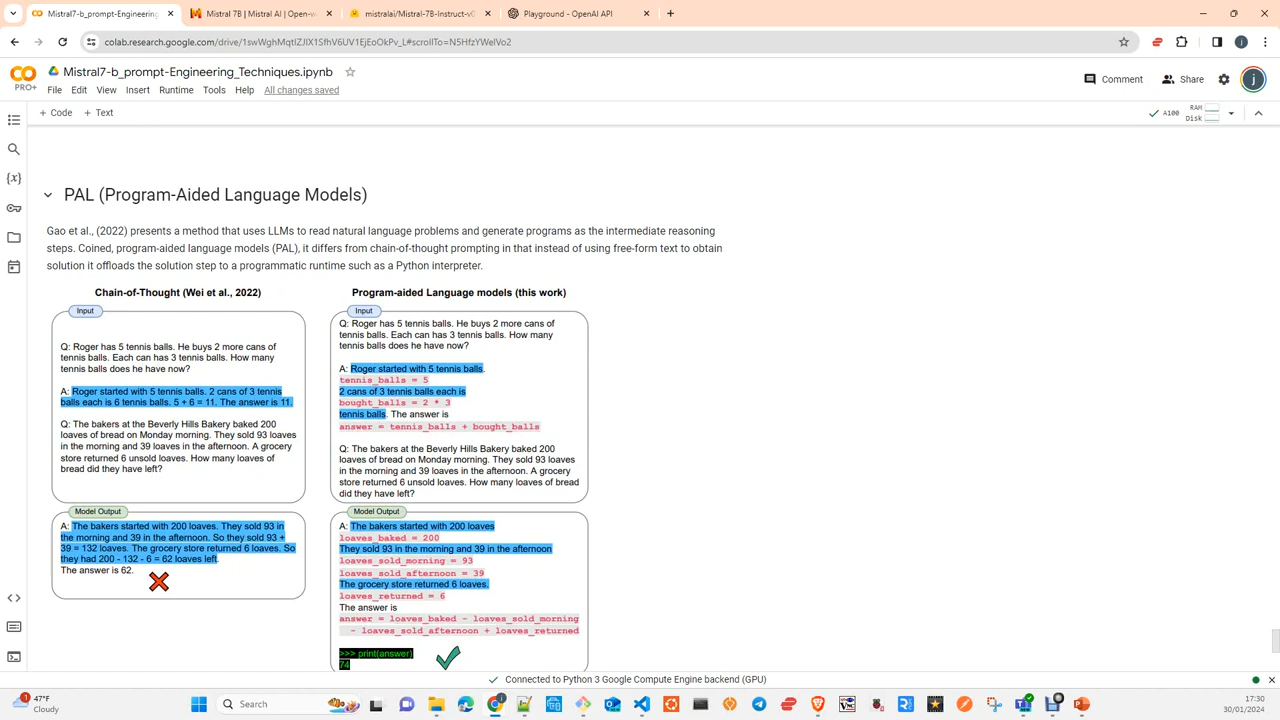 Mistral7-b_prompt-Engineering_
Mistral 7B | Mistral AI | Open-w
mistralai/Mistral-7B-Instruct-v0
Playground - OpenAI API
colab.research.google.com/drive/1swWghMqtlZJlX1SfhV6UV1EjEoOkPv_L#scrollTo=N5HfzYWelVo2
Mistral7-b_prompt-Engineering_Techniques.ipynb
PRO+
File Edit View Insert Runtime Tools Help All changes saved
Comment
Share
j
+ Code + Text
A100
RAM
Disk
PAL (Program-Aided Language Models)
Gao et al., (2022) presents a method that uses LLMs to read natural language problems and generate programs as the intermediate reasoning
steps. Coined, program-aided language models (PAL), it differs from chain-of-thought prompting in that instead of using free-form text to obtain
solution it offloads the solution step to a programmatic runtime such as a Python interpreter.
Chain-of-Thought (Wei et al., 2022)
Input
Q: Roger has 5 tennis balls. He buys 2 more cans of
tennis balls. Each can has 3 tennis balls. How many
tennis balls does he have now?
A: Roger started with 5 tennis balls. 2 cans of 3 tennis
balls each is 6 tennis balls. 5 + 6 = 11. The answer is 11.
Q: The bakers at the Beverly Hills Bakery baked 200
loaves of bread on Monday morning. They sold 93 loaves
in the morning and 39 loaves in the afternoon. A grocery
store returned 6 unsold loaves. How many loaves of
bread did they have left?
Model Output
A: The bakers started with 200 loaves. They sold 93 in
the morning and 39 in the afternoon. So they sold 93 +
39 = 132 loaves. The grocery store returned 6 loaves. So
they had 200 - 132 - 6 = 62 loaves left.
The answer is 62.
Program-aided Language models (this work)
Input
Q: Roger has 5 tennis balls. He buys 2 more cans of
tennis balls. Each can has 3 tennis balls. How many
tennis balls does he have now?
A: Roger started with 5 tennis balls.
tennis_balls = 5
2 cans of 3 tennis balls each is
bought_balls = 2 * 3
tennis balls. The answer is
answer = tennis_balls + bought_balls
Q: The bakers at the Beverly Hills Bakery baked 200
loaves of bread on Monday morning. They sold 93 loaves
in the morning and 39 loaves in the afternoon. A grocery
store returned 6 unsold loaves. How many loaves of bread
did they have left?
Model Output
A: The bakers started with 200 loaves
loaves_baked = 200
They sold 93 in the morning and 39 in the afternoon
loaves_sold_morning = 93
loaves_sold_afternoon = 39
The grocery store returned 6 loaves.
loaves_returned = 6
The answer is
answer = loaves_baked - loaves_sold_morning
- loaves_sold_afternoon + loaves_returned
>>> print(answer)
74
Connected to Python 3 Google Compute Engine backend (GPU)
47°F
Cloudy
Search
17:30
30/01/2024